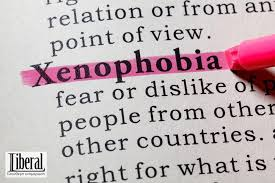 relation or from an
point of view.
Xenophobia
fear or dislike of p
people from other
other countries. a
right for what is
Liberal